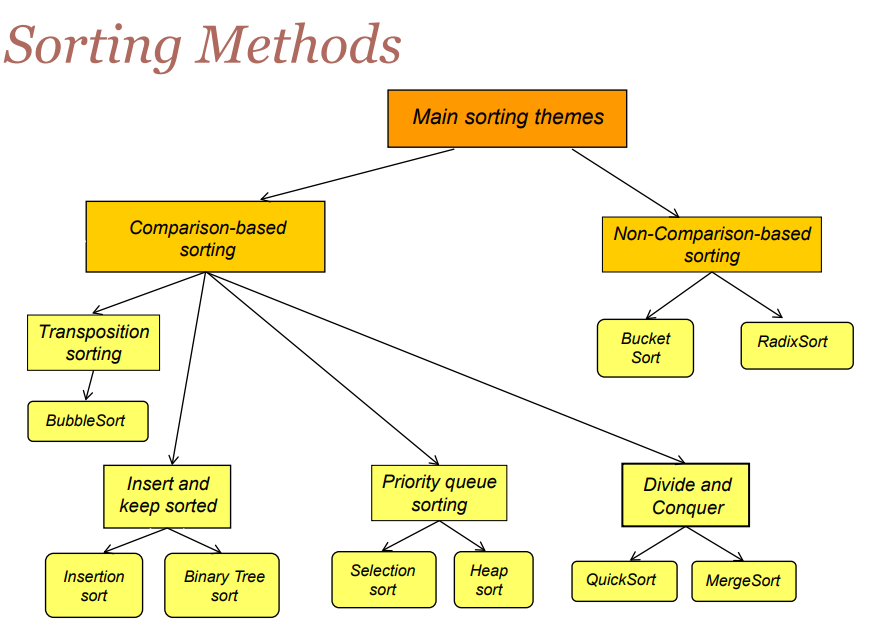 Sorting Methods
Main sorting themes
Comparison-based
sorting
Non-Comparison-based
sorting
Transposition
sorting
Bucket
Sort
RadixSort
BubbleSort
Insert and
keep sorted
Priority queue
sorting
Divide and
Conquer
Insertion
sort
Binary Tree
sort
Selection
sort
Heap
sort
QuickSort
MergeSort